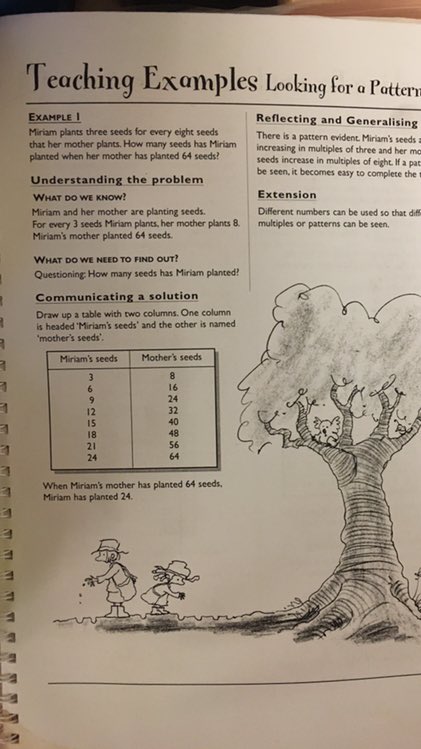 Teaching Examples Looking for a Pattern
EXAMPLE 1
Miriam plants three seeds for every eight seeds
that her mother plants. How many seeds has Miriam
planted when her mother has planted 64 seeds?
Understanding the problem
WHAT DO WE KNOW?
Miriam and her mother are planting seeds.
For every 3 seeds Miriam plants, her mother plants 8.
Miriam's mother planted 64 seeds.
WHAT DO WE NEED TO FIND OUT?
Questioning: How many seeds has Miriam planted?
Communicating a solution
Draw up a table with two columns. One column
is headed 'Miriam's seeds' and the other is named
'mother's seeds'.
Miriam's seeds Mother's seeds
3 8
6 16
9 24
12 32
15 40
18 48
21 56
24 64
When Miriam's mother has planted 64 seeds,
Miriam has planted 24.
Reflecting and Generalising
There is a pattern evident. Miriam's seeds
increasing in multiples of three and her
seeds increase in multiples of eight. If a
be seen, it becomes easy to complete the
Extension
Different numbers can be used so that
multiples or patterns can be seen.